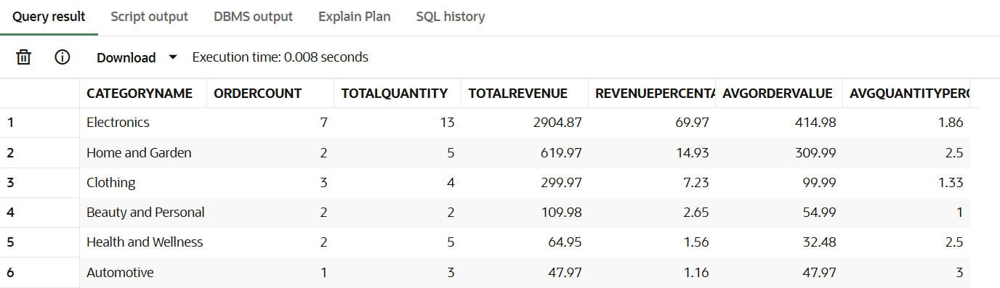 Query result Script output DBMS output Explain Plan SQL history
Download Execution time: 0.008 seconds
CATEGORYNAME ORDERCOUNT TOTALQUANTITY TOTALREVENUE REVENUEPERCENTA AVGORDERVALUE AVGQUANTITYPERO
1 Electronics 7 13 2904.87 69.97 414.98 1.86
2 Home and Garden 2 5 619.97 14.93 309.99 2.5
3 Clothing 3 4 299.97 7.23 99.99 1.33
4 Beauty and Personal 2 2 109.98 2.65 54.99 1
5 Health and Wellness 2 5 64.95 1.56 32.48 2.5
6 Automotive 1 3 47.97 1.16 47.97 3